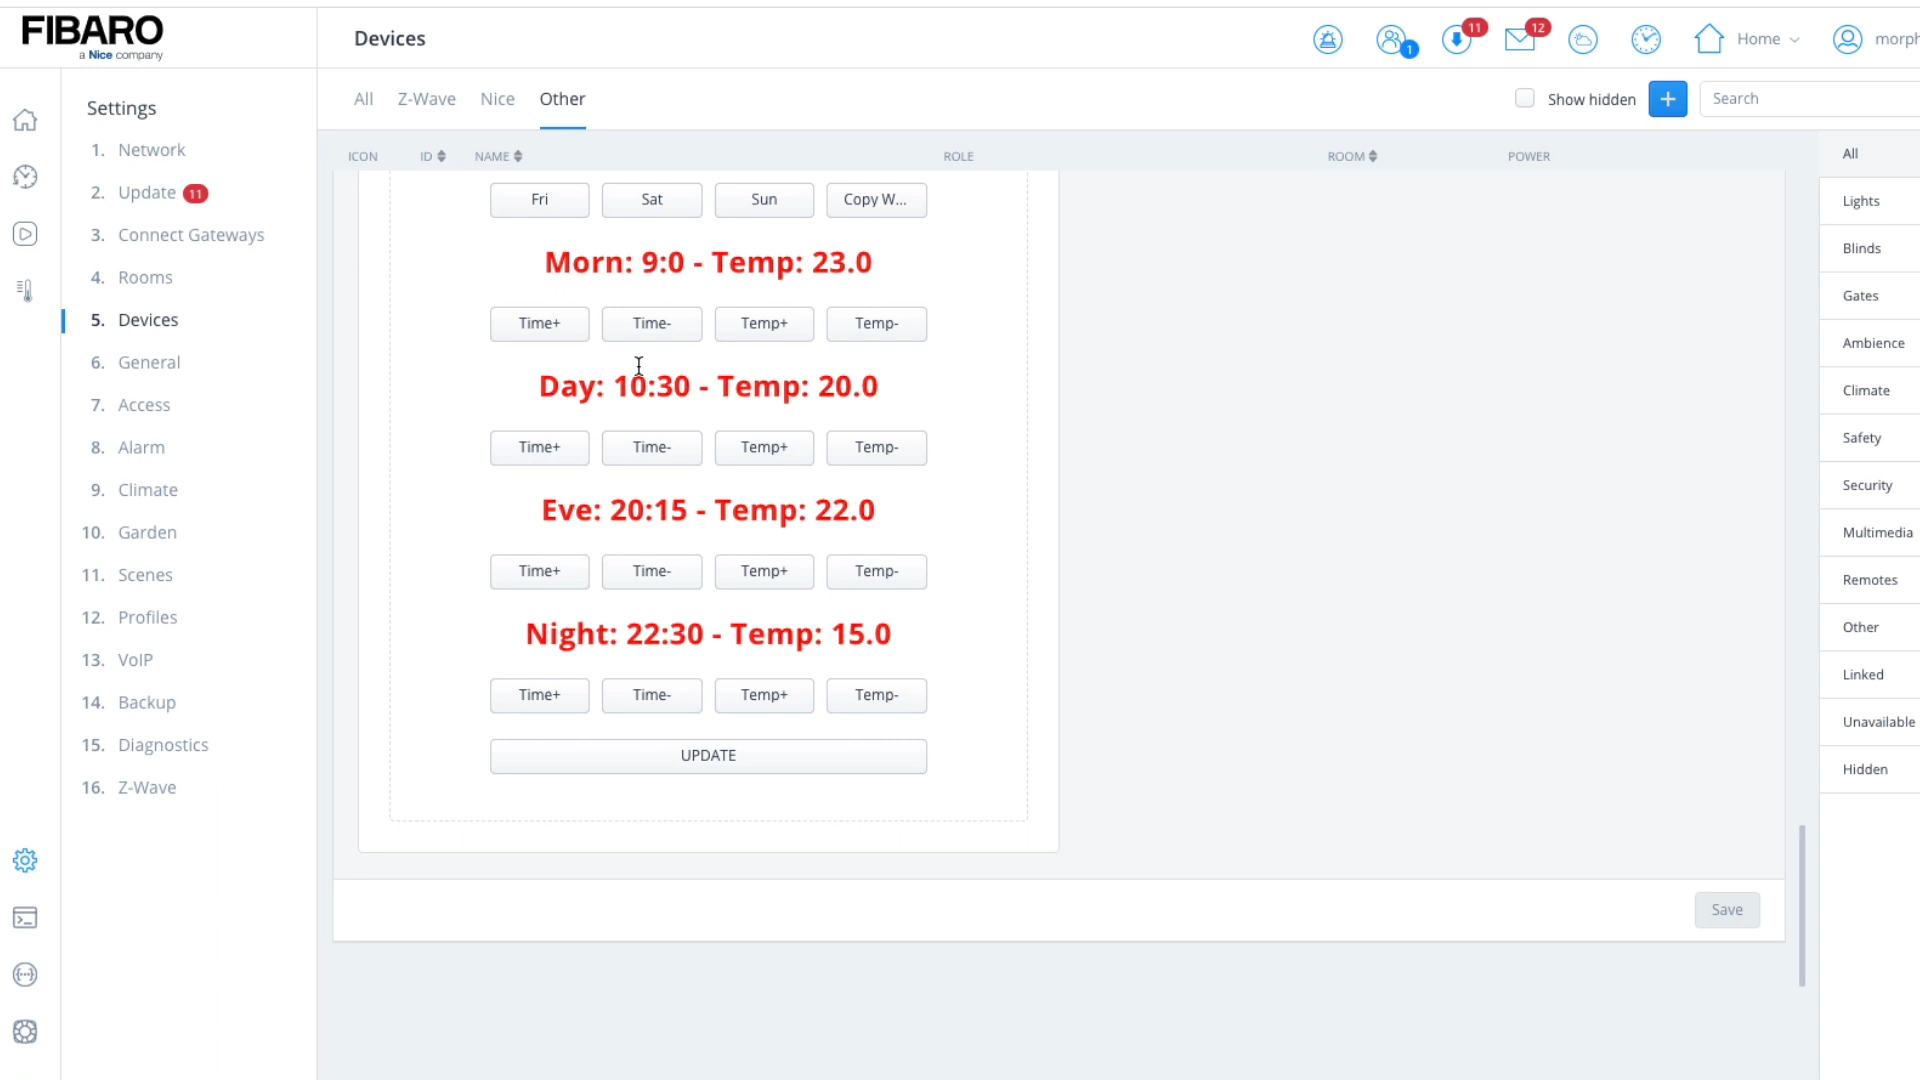 FIBARO
a Nice company
Devices
1
11
12
Home
morph
Settings
1. Network
2. Update 11
3. Connect Gateways
4. Rooms
5. Devices
6. General
7. Access
8. Alarm
9. Climate
10. Garden
11. Scenes
12. Profiles
13. VoIP
14. Backup
15. Diagnostics
16. Z-Wave
All Z-Wave Nice Other
Show hidden + Search
ICON ID NAME ROLE ROOM POWER
Fri Sat Sun Copy W...
Morn: 9:0 - Temp: 23.0
Time+ Time- Temp+ Temp-
Day: 10:30 - Temp: 20.0
Time+ Time- Temp+ Temp-
Eve: 20:15 - Temp: 22.0
Time+ Time- Temp+ Temp-
Night: 22:30 - Temp: 15.0
Time+ Time- Temp+ Temp-
UPDATE
Save
All
Lights
Blinds
Gates
Ambience
Climate
Safety
Security
Multimedia
Remotes
Other
Linked
Unavailable
Hidden